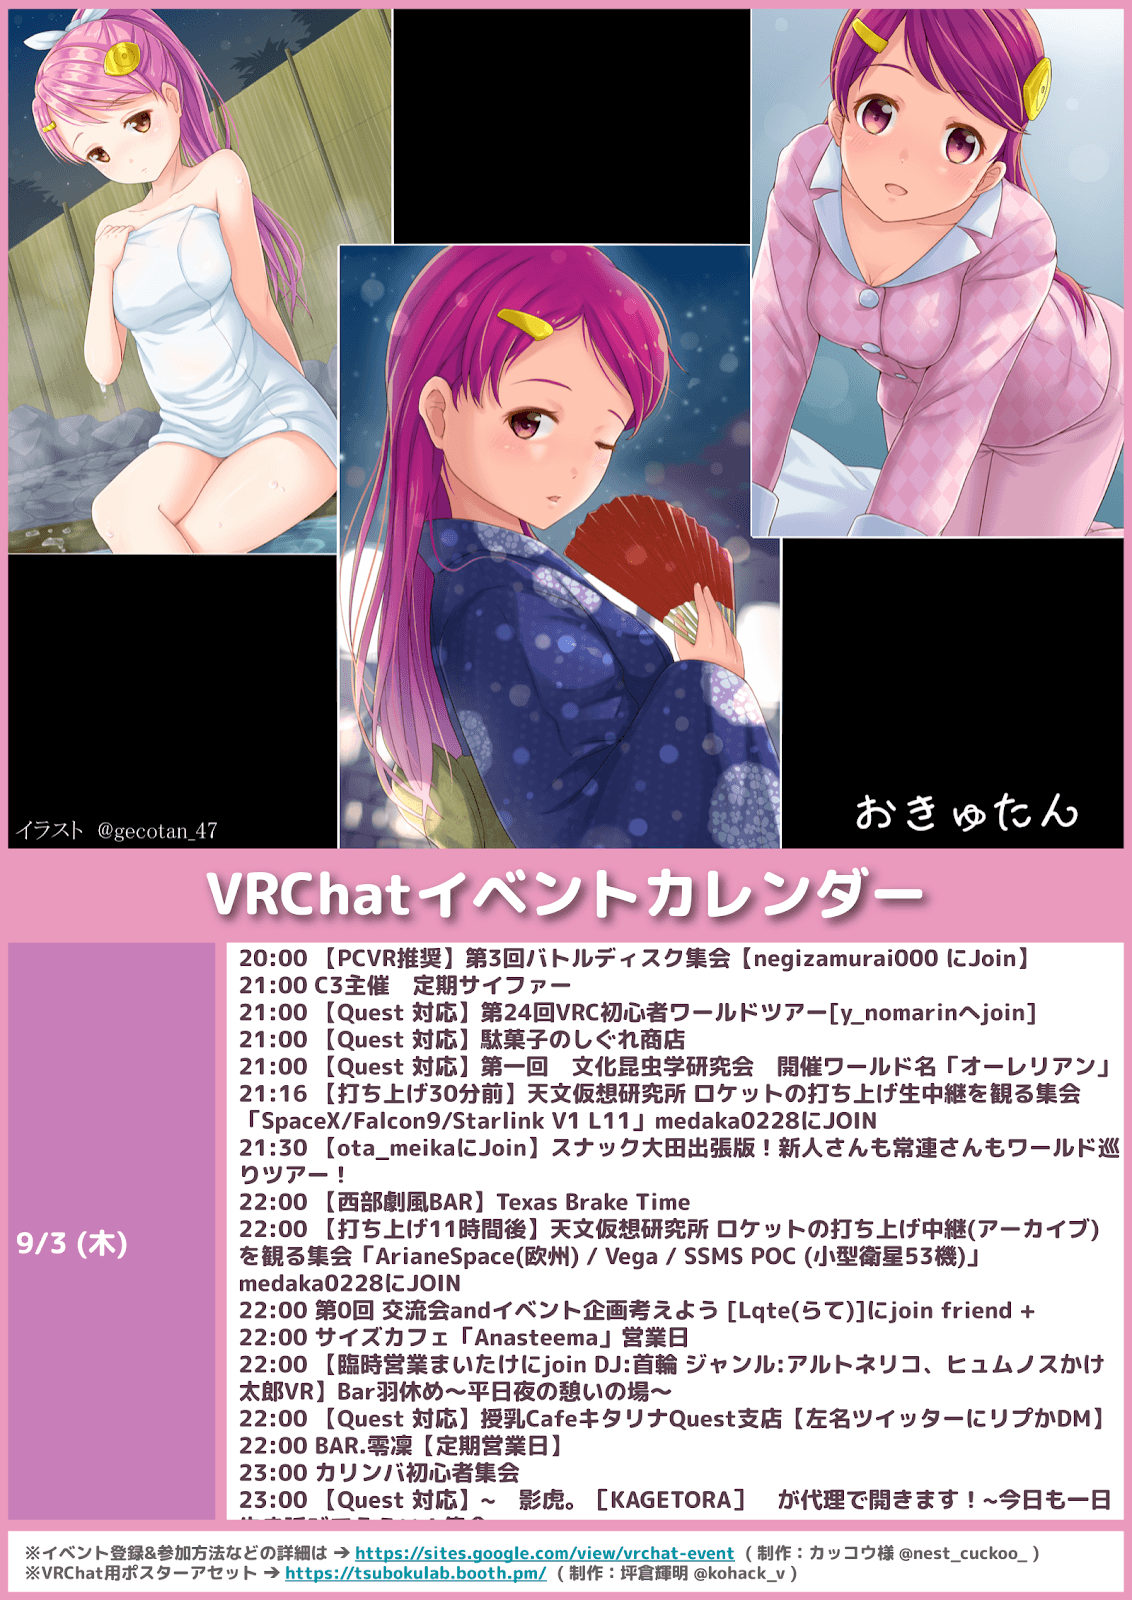 イラスト @gecotan_47
おきゅたん
VRChatイベントカレンダー
9/3 (木)
20:00 【PCVR推奨】第3回バトルディスク集会【negizamurai000 にJoin】
21:00 C3主催　定期サイファー
21:00 【Quest 対応】第24回VRC初心者ワールドツアー[y_nomarinへjoin]
21:00 【Quest 対応】駄菓子のしぐれ商店
21:00 【Quest 対応】第一回　文化昆虫学研究会　開催ワールド名「オーレリアン」
21:16 【打ち上げ30分前】天文仮想研究所 ロケットの打ち上げ生中継を観る集会
「SpaceX/Falcon9/Starlink V1 L11」medaka0228にJOIN
21:30 【ota_meikaにJoin】スナック大田出張版！新人さんも常連さんもワールド巡
りツアー！
22:00 【西部劇風BAR】Texas Brake Time
22:00 【打ち上げ11時間後】天文仮想研究所 ロケットの打ち上げ中継(アーカイブ)
を観る集会「ArianeSpace(欧州) / Vega / SSMS POC (小型衛星53機)」
medaka0228にJOIN
22:00 第0回 交流会andイベント企画考えよう [Lqte(らて)]にjoin friend +
22:00 サイズカフェ「Anasteema」営業日
22:00 【臨時営業まいたけにjoin DJ:首輪 ジャンル:アルトネリコ、ヒュムノスかけ
太郎VR】Bar羽休め～平日夜の憩いの場～
22:00 【Quest 対応】授乳CafeキタリナQuest支店【左名ツイッターにリプかDM】
22:00 BAR.零凜【定期営業日】
23:00 カリンバ初心者集会
23:00 【Quest 対応】~　影虎。［KAGETORA］　が代理で開きます！~今日も一日
※イベント登録&参加方法などの詳細は ➔ https://sites.google.com/view/vrchat-event ( 制作：カッコウ様 @nest_cuckoo_ )
※VRChat用ポスターアセット ➔ https://tsubokulab.booth.pm/ ( 制作：坪倉輝明 @kohack_v )